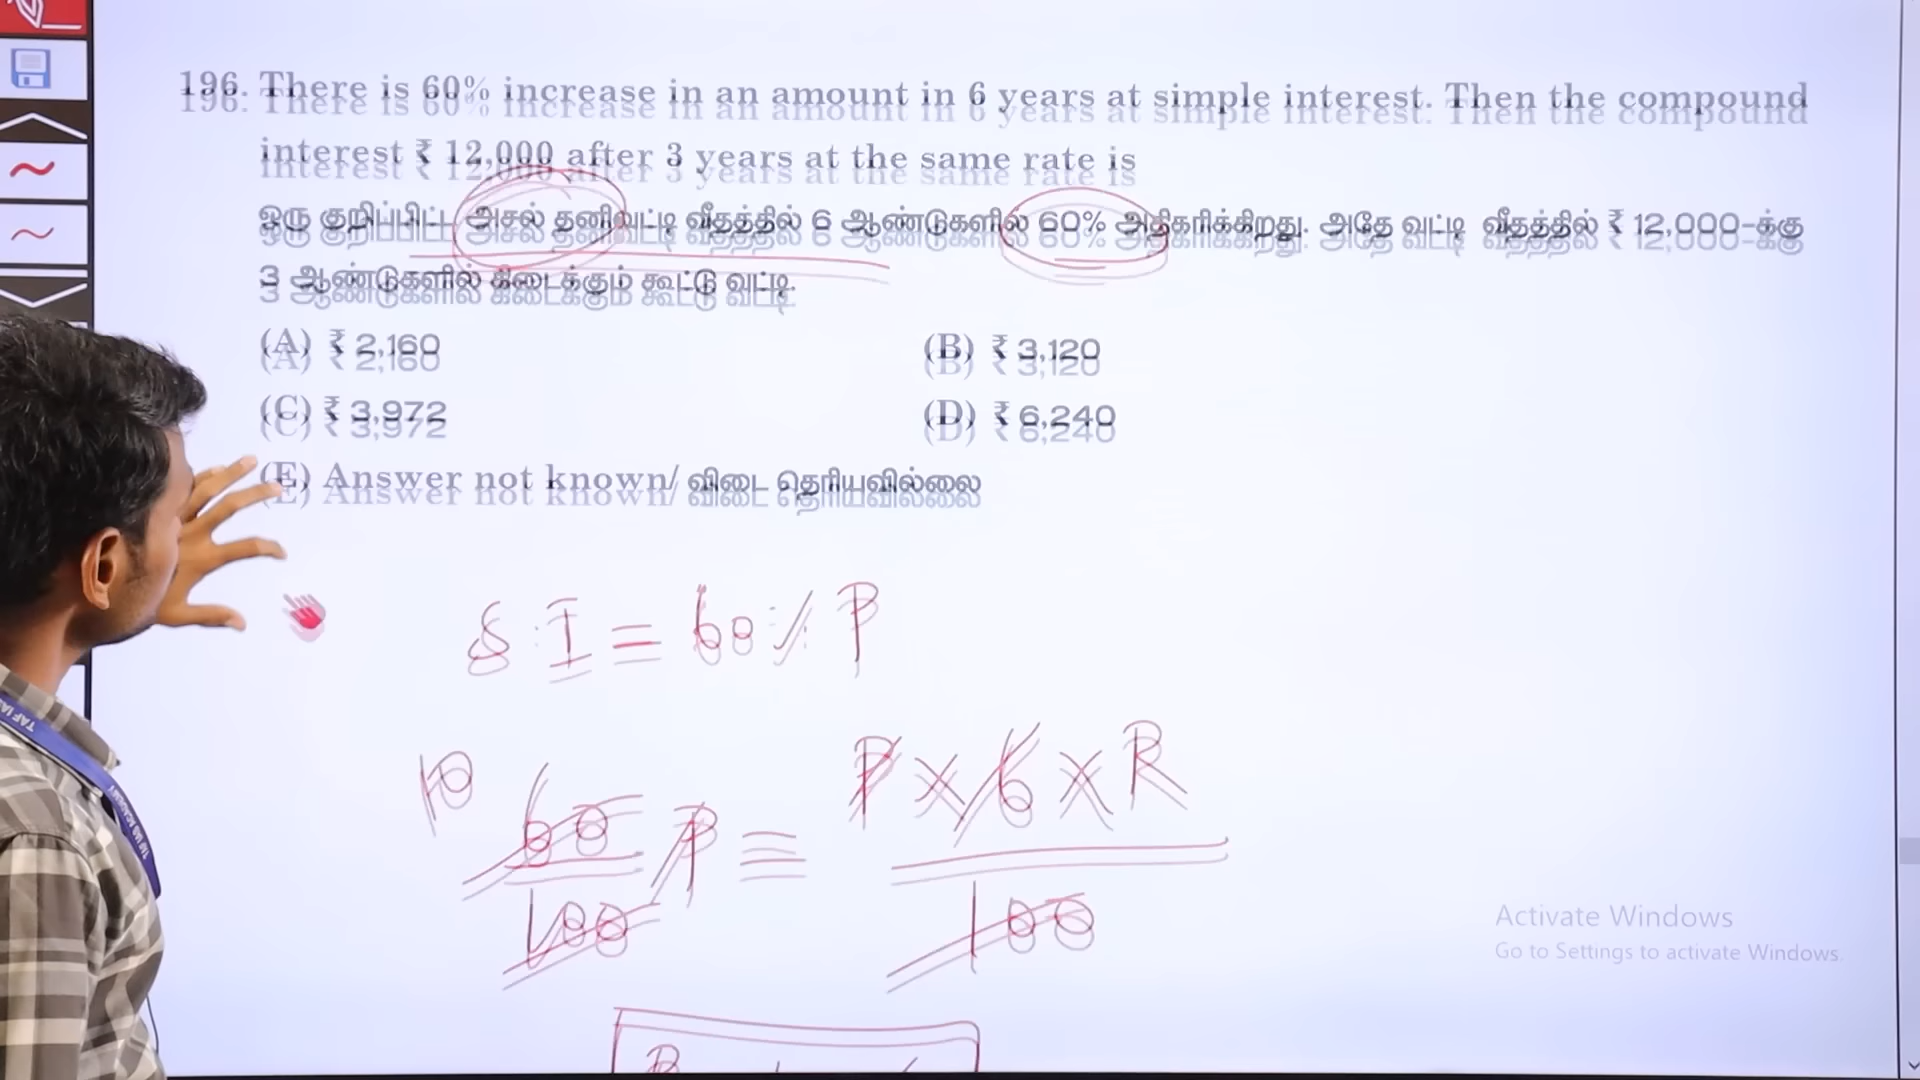 196. There is 60% increase in an amount in 6 years at simple interest. Then the compound
interest ₹ 12,000 after 3 years at the same rate is
ஒரு குறிப்பிட்ட அசல் தனிவட்டி வீதத்தில் 6 ஆண்டுகளில் 60% அதிகரிக்கிறது. அதே வட்டி வீதத்தில் ₹ 12,000-க்கு
3 ஆண்டுகளில் கிடைக்கும் கூட்டு வட்டி.
(A) ₹ 2,160
(B) ₹ 3,120
(C) ₹ 3,972
(D) ₹ 6,240
(E) Answer not known/ விடை தெரியவில்லை
S.I = 60% P
10 60/100 P = P × 6 × R / 100
R
Activate Windows
Go to Settings to activate Windows.
TAF IAS ACADEMY